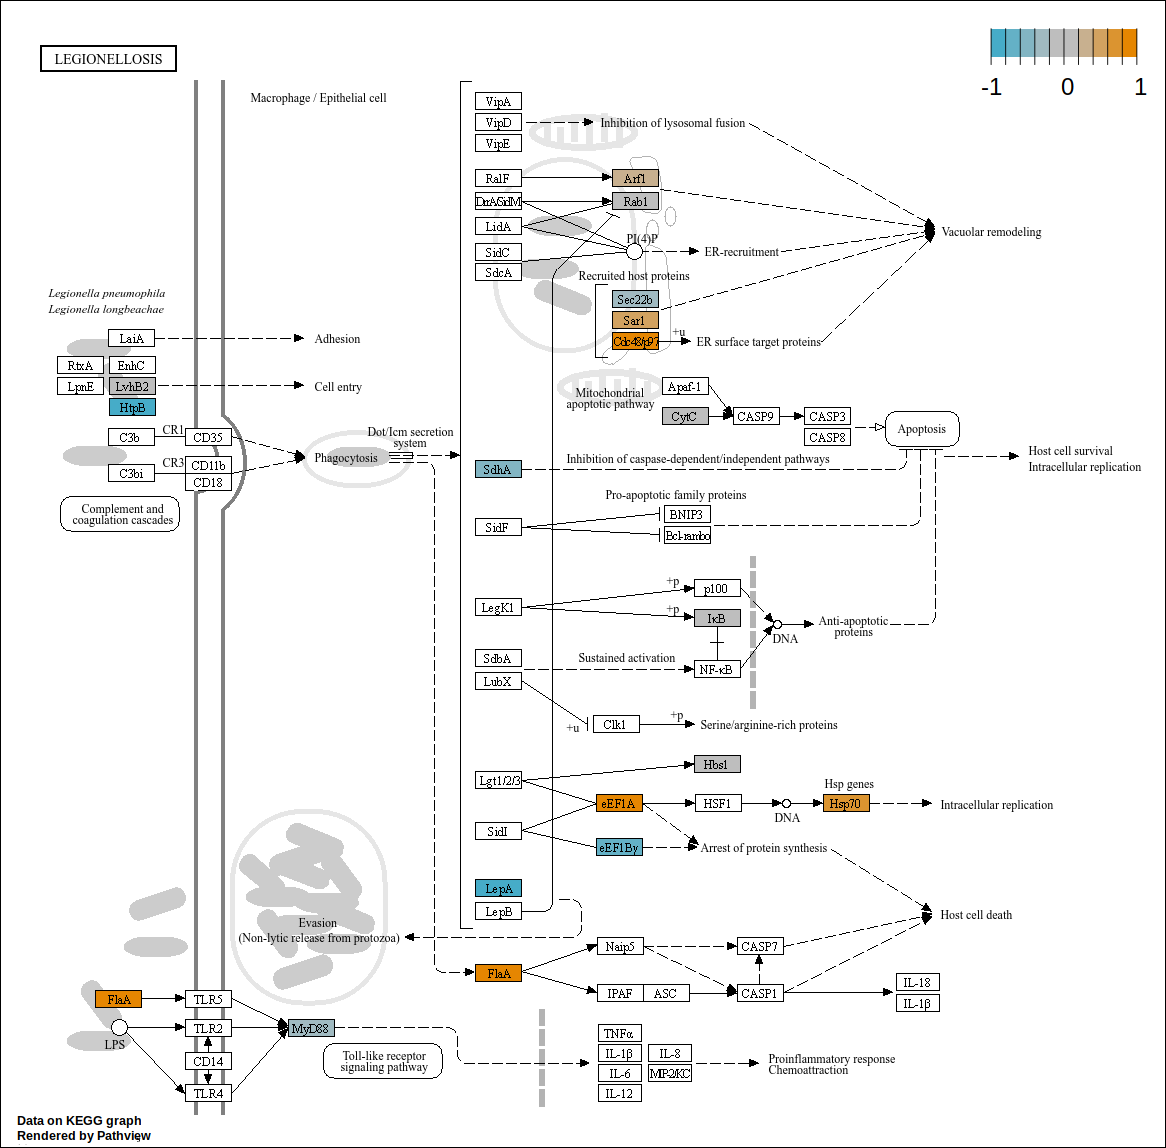 LEGIONELLOSIS
-1 0 1
Macrophage / Epithelial cell
VipA
VipD
VipE
Inhibition of lysosomal fusion
RalF
Arf1
DrrA/SidM
Rab1
LidA
Vacuolar remodeling
PI(4)P
SidC
ER-recruitment
SdcA
Recruited host proteins
Legionella pneumophila
Legionella longbeachae
Sec22b
Sar1
+u
Cdc48/p97
ER surface target proteins
LaiA
Adhesion
RtxA
EnhC
LpnE
LvhB2
Cell entry
HtpB
Mitochondrial
apoptotic pathway
Apaf-1
CytC
CASP9
CASP3
CASP8
Apoptosis
C3b
CR1
CD35
Dot/Icm secretion
system
Phagocytosis
C3bi
CR3
CD11b
CD18
SdhA
Inhibition of caspase-dependent/independent pathways
Host cell survival
Intracellular replication
Complement and
coagulation cascades
Pro-apoptotic family proteins
SidF
BNIP3
Bcl-rambo
+p
p100
LegK1
+p
IκB
DNA
Anti-apoptotic
proteins
SdbA
Sustained activation
NF-κB
LubX
+u
Clk1
+p
Serine/arginine-rich proteins
Hbs1
Lgt1/2/3
Hsp genes
eEF1A
HSF1
DNA
Hsp70
Intracellular replication
SidI
eEF1By
Arrest of protein synthesis
LepA
LepB
Host cell death
Evasion
(Non-lytic release from protozoa)
Naip5
CASP7
FlaA
IPAF
ASC
CASP1
IL-18
IL-1β
FlaA
TLR5
LPS
TLR2
MyD88
CD14
TLR4
Toll-like receptor
signaling pathway
TNFα
IL-1β
IL-8
IL-6
MIP2/KC
IL-12
Proinflammatory response
Chemoattraction
Data on KEGG graph
Rendered by Pathview